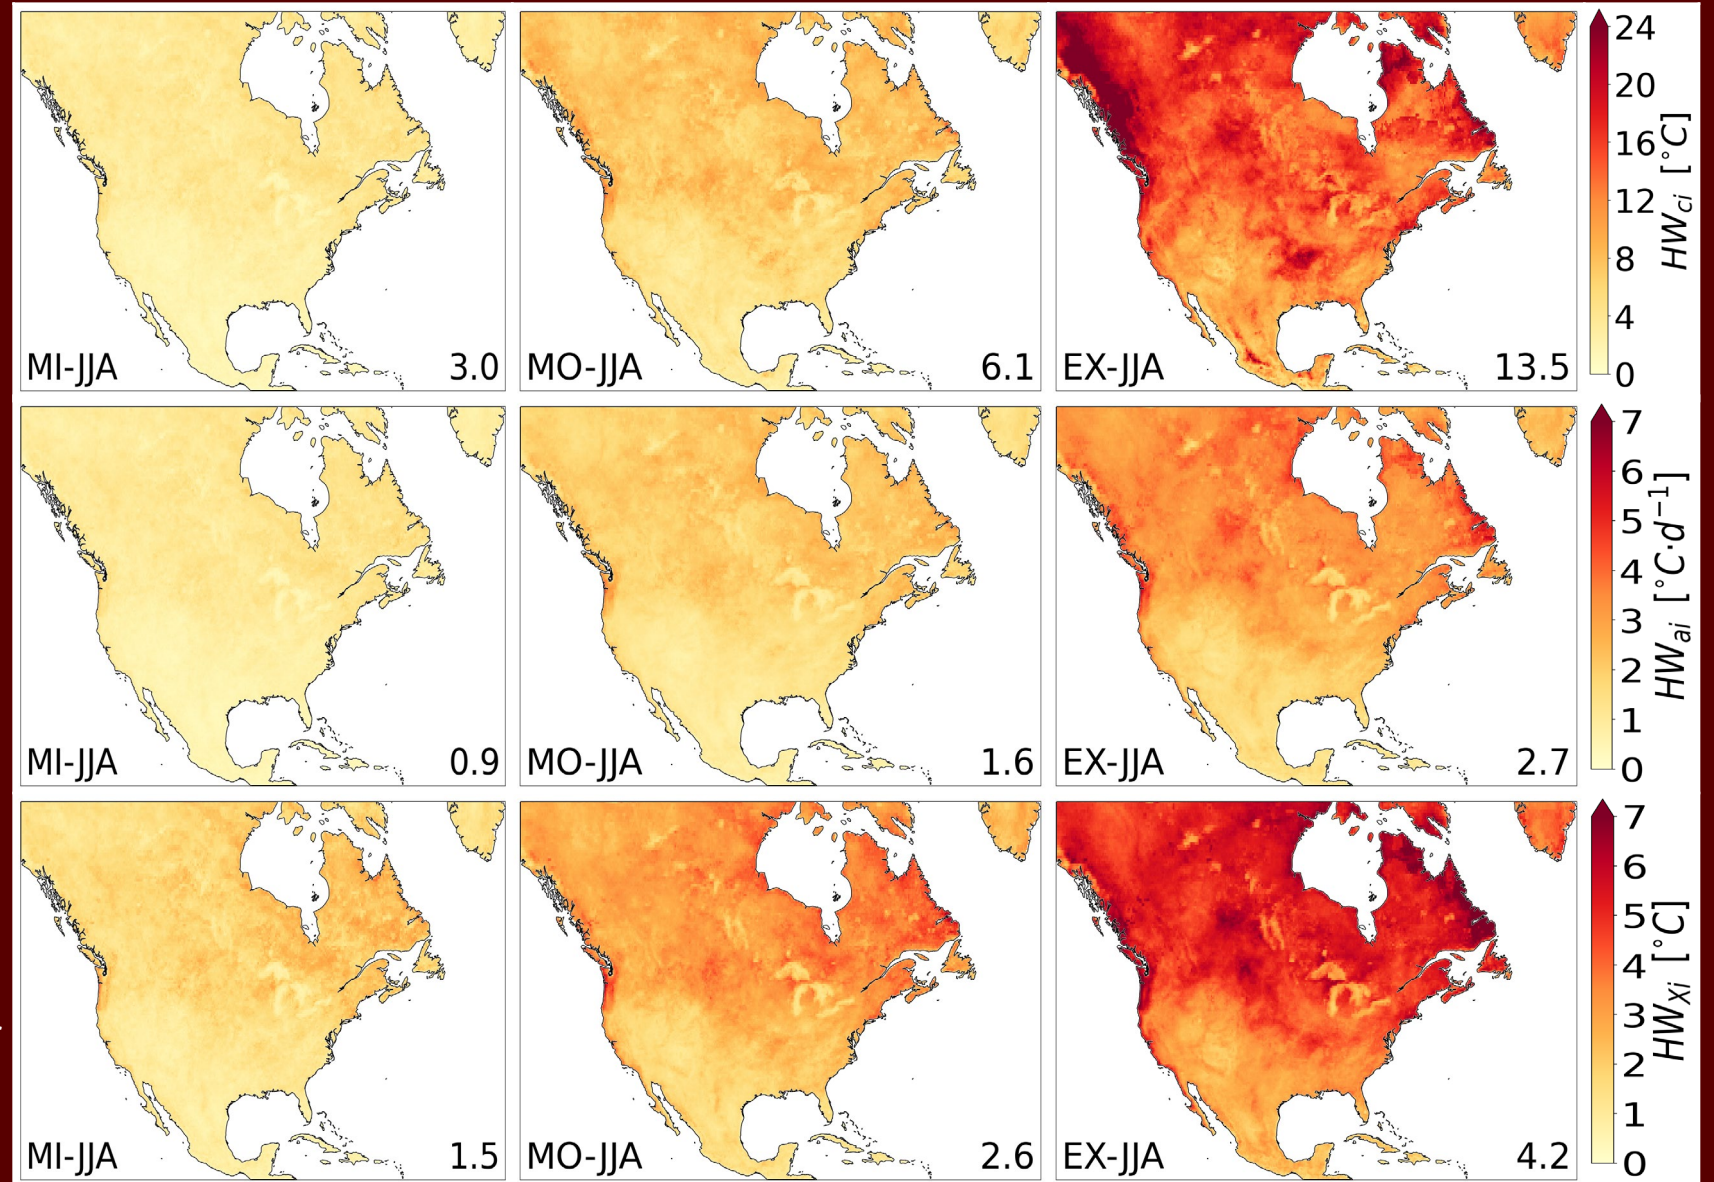 MI-JJA 3.0
MO-JJA 6.1
EX-JJA 13.5
24
20
16
12
8
4
0
HWci [°C]
MI-JJA 0.9
MO-JJA 1.6
EX-JJA 2.7
7
6
5
4
3
2
1
0
HWai [°C·d⁻¹]
MI-JJA 1.5
MO-JJA 2.6
EX-JJA 4.2
7
6
5
4
3
2
1
0
HWXi [°C]